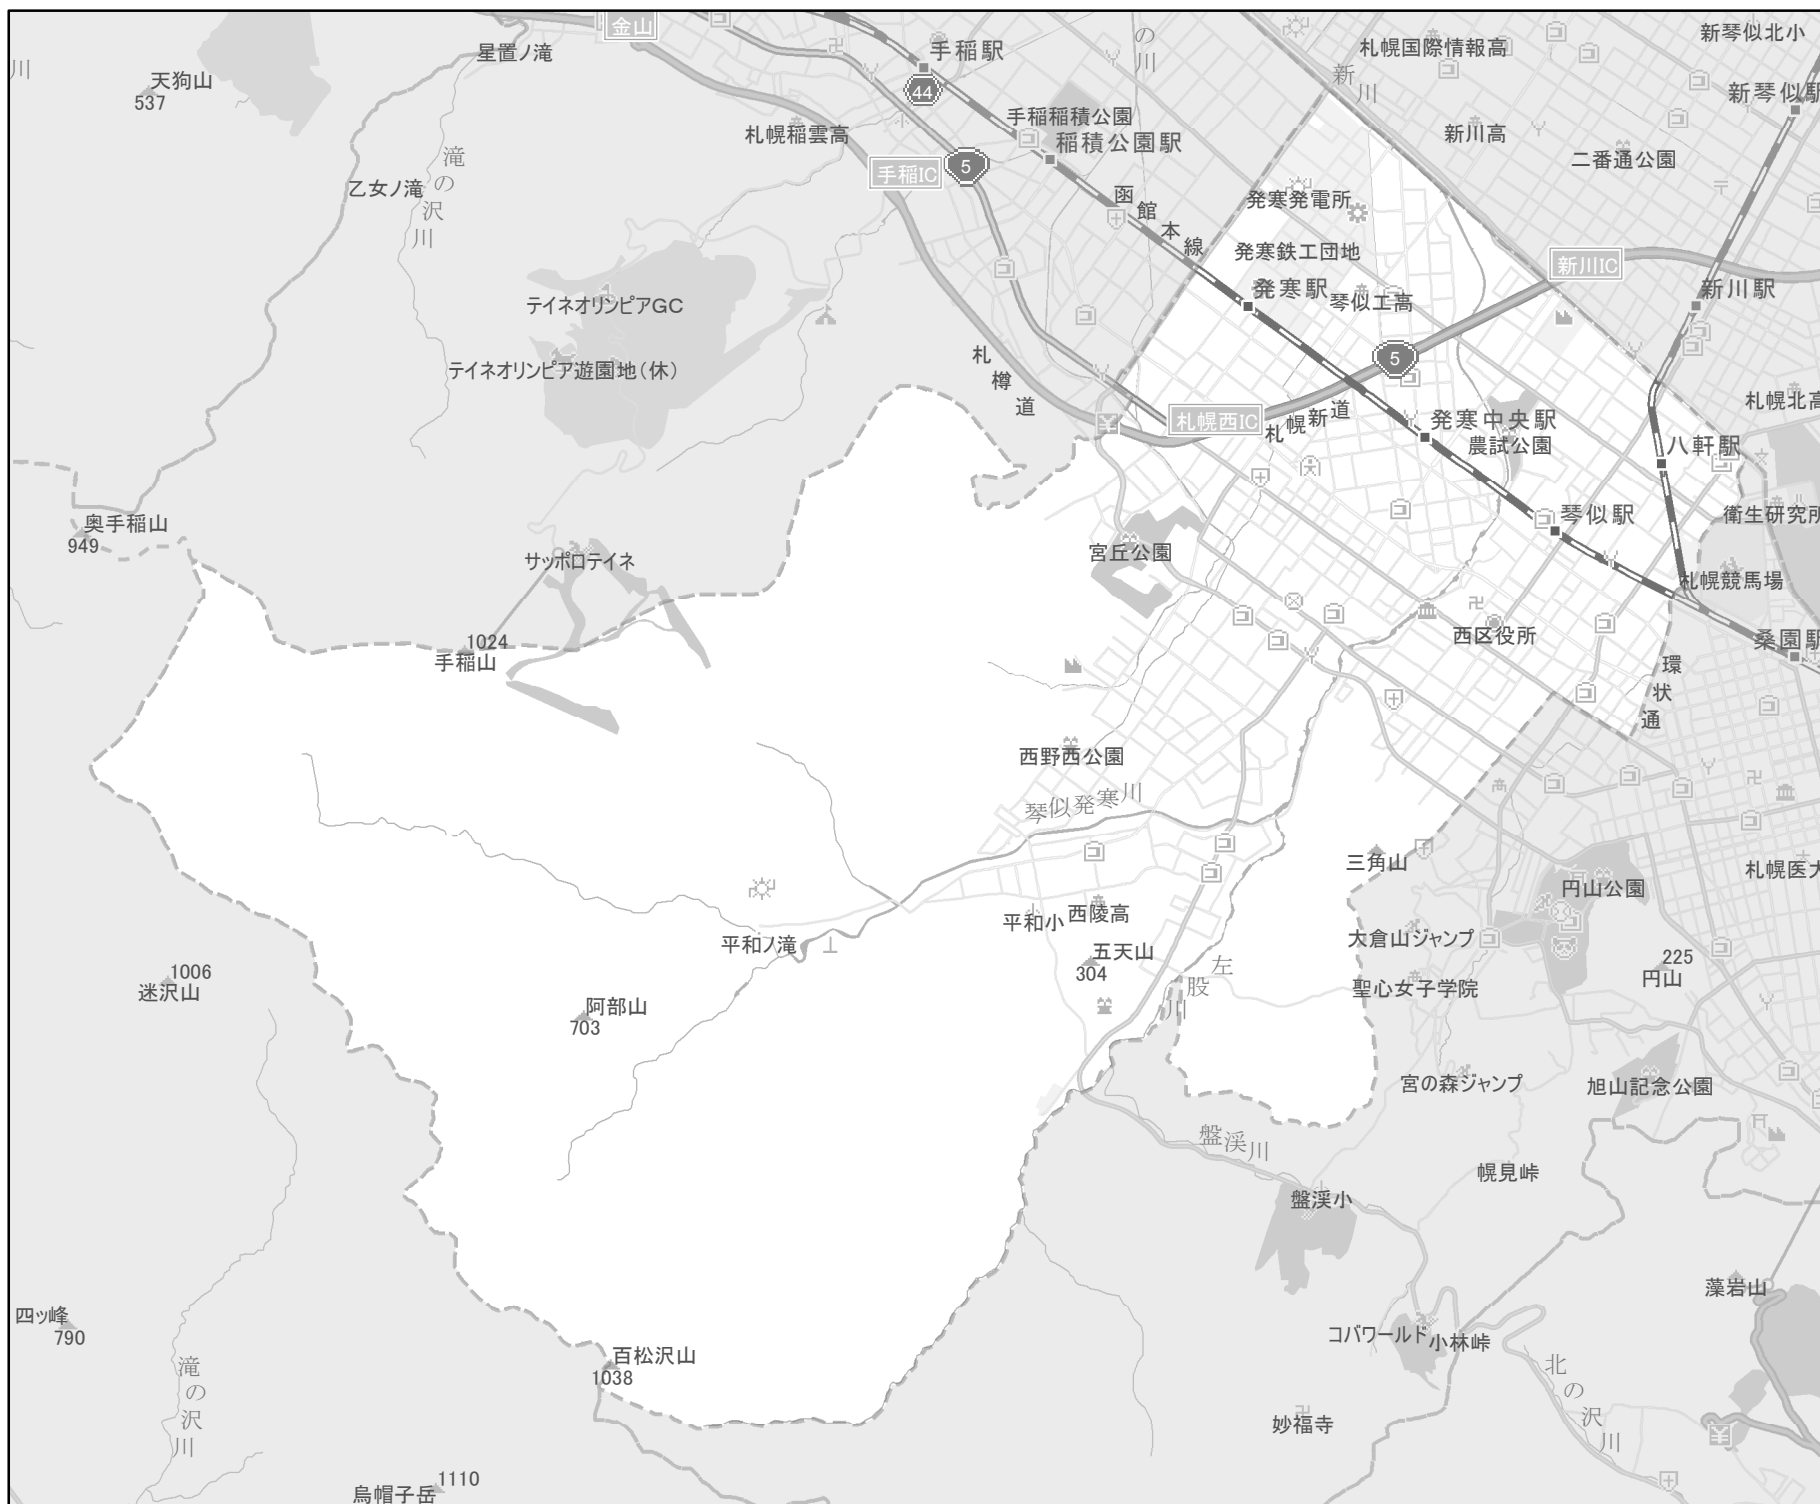 金山
星置ノ滝
手稲駅
の川
札幌国際情報高
新琴似北小
川
天狗山
537
44
新川
新琴似駅
手稲稲積公園
札幌稲雲高
稲積公園駅
新川高
二番通公園
滝の沢川
手稲IC
5
乙女ノ滝
函館本線
発寒発電所
発寒鉄工団地
新川IC
テイネオリンピアGC
発寒駅
琴似工高
新川駅
テイネオリンピア遊園地(休)
札樽道
5
札幌西IC
札幌新道
発寒中央駅
農試公園
札幌北高
八軒駅
奥手稲山
949
琴似駅
衛生研究所
サッポロテイネ
宮丘公園
札幌競馬場
1024
手稲山
西区役所
桑園駅
環状通
西野西公園
琴似発寒川
三角山
円山公園
札幌医大
平和小
西陵高
平和ノ滝
大倉山ジャンプ
五天山
304
左股川
225
円山
1006
迷沢山
聖心女子学院
阿部山
703
宮の森ジャンプ
旭山記念公園
盤渓川
幌見峠
盤渓小
藻岩山
四ッ峰
790
コバワールド
小林峠
百松沢山
1038
滝の沢川
北の沢川
妙福寺
1110
烏帽子岳